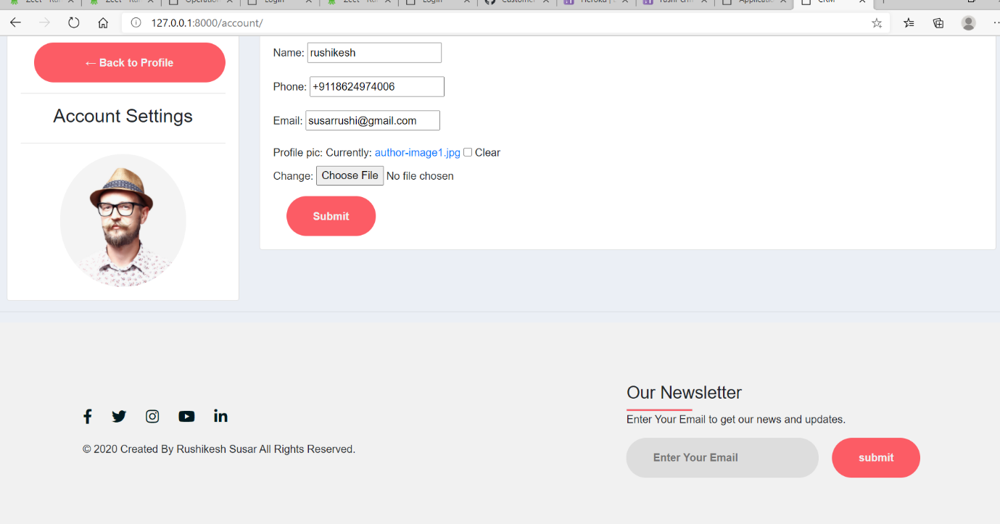 127.0.0.1:8000/account/
← Back to Profile
Account Settings
Name: rushikesh
Phone: +9118624974006
Email: susarrushi@gmail.com
Profile pic: Currently: author-image1.jpg Clear
Change: Choose File No file chosen
Submit
© 2020 Created By Rushikesh Susar All Rights Reserved.
Our Newsletter
Enter Your Email to get our news and updates.
Enter Your Email submit